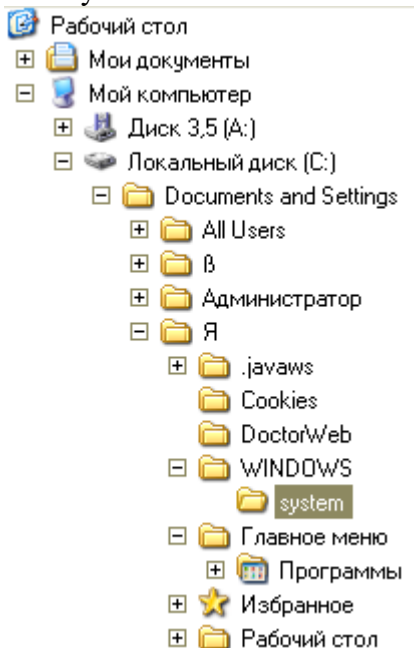 Рабочий стол
Мои документы
Мой компьютер
Диск 3,5 (A:)
Локальный диск (C:)
Documents and Settings
All Users
ß
Администратор
Я
.javaws
Cookies
DoctorWeb
WINDOWS
system
Главное меню
Программы
Избранное
Рабочий стол